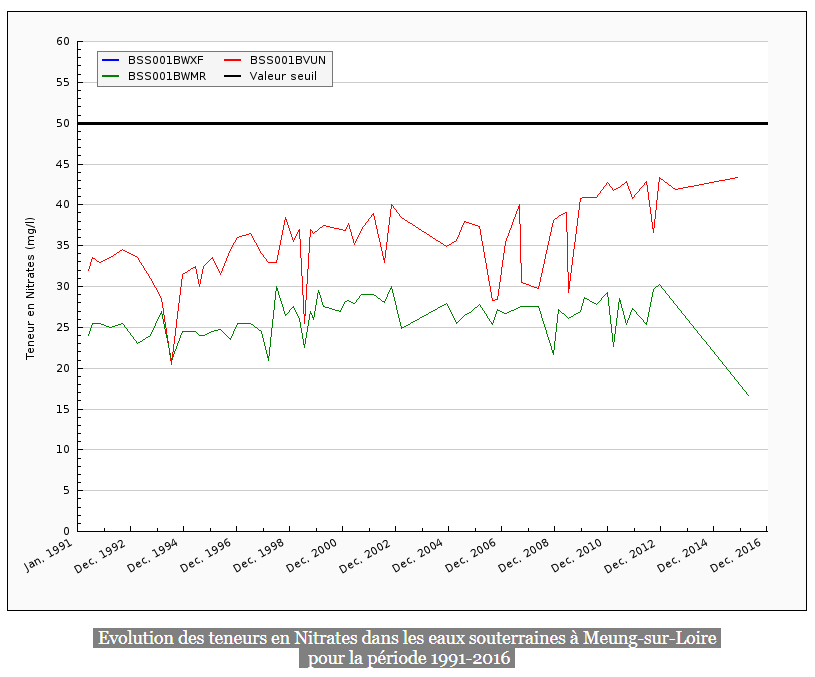 60
55
50
45
40
35
30
25
20
15
10
5
0
Teneur en Nitrates (mg/l)
BSS001BWXF BSS001BVUN
BSS001BWMR Valeur seuil
Jan. 1991 Dec. 1992 Dec. 1994 Dec. 1996 Dec. 1998 Dec. 2000 Dec. 2002 Dec. 2004 Dec. 2006 Dec. 2008 Dec. 2010 Dec. 2012 Dec. 2014 Dec. 2016
Evolution des teneurs en Nitrates dans les eaux souterraines à Meung-sur-Loire
pour la période 1991-2016